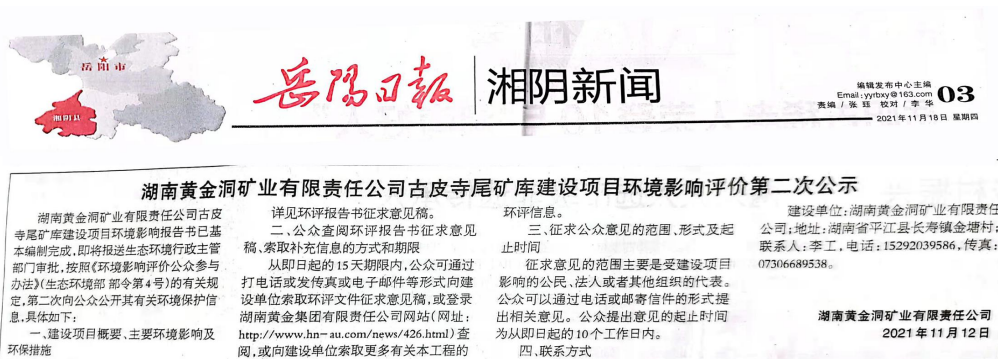 岳阳市
湘阴县
岳阳日报
湘阴新闻
编辑发布中心主编
Email:yyrbxy@163.com
责编/张 珏 校对/李 华
03
2021年11月18日 星期四
湖南黄金洞矿业有限责任公司古皮寺尾矿库建设项目环境影响评价第二次公示
湖南黄金洞矿业有限责任公司古皮
寺尾矿库建设项目环境影响报告书已基
本编制完成,即将报送生态环境行政主管
部门审批,按照《环境影响评价公众参与
办法》(生态环境部 部令第4号)的有关规
定,第二次向公众公开其有关环境保护信
息,具体如下:
一、建设项目概要、主要环境影响及
环保措施
详见环评报告书征求意见稿。
二、公众查阅环评报告书征求意见
稿、索取补充信息的方式和期限
从即日起的15天期限内,公众可通过
打电话或发传真或电子邮件等形式向建
设单位索取环评文件征求意见稿,或登录
湖南黄金集团有限责任公司网站(网址:
http://www.hn-au.com/news/426.html)查
阅,或向建设单位索取更多有关本工程的
环评信息。
三、征求公众意见的范围、形式及起
止时间
征求意见的范围主要是受建设项目
影响的公民、法人或者其他组织的代表。
公众可以通过电话或邮寄信件的形式提
出相关意见。公众提出意见的起止时间
为从即日起的10个工作日内。
四、联系方式
建设单位:湖南黄金洞矿业有限责任
公司;地址:湖南省平江县长寿镇金塘村;
联系人:李工,电话:15292039586,传真:
07306689538。
湖南黄金洞矿业有限责任公司
2021年11月12日